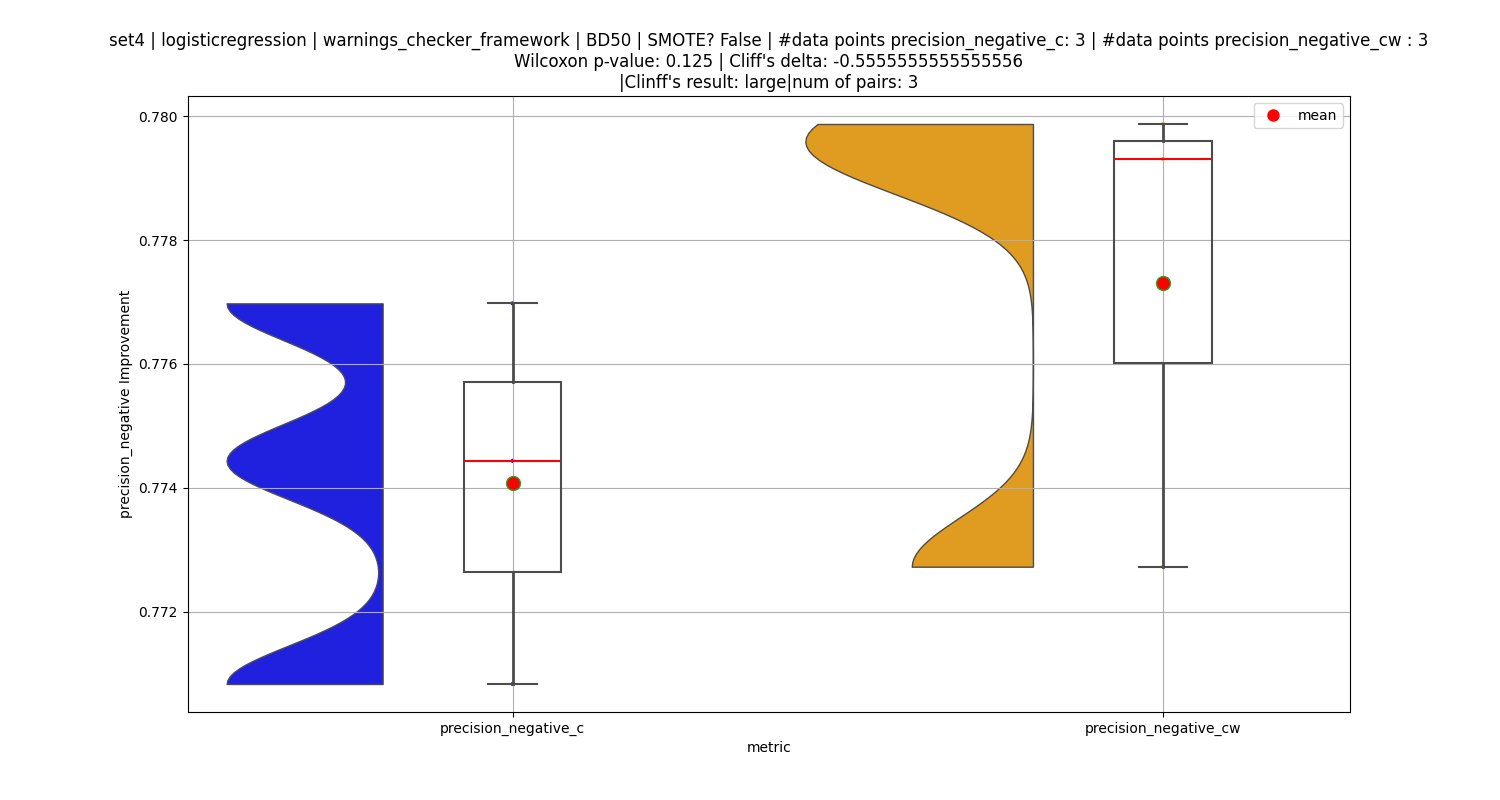 set4 | logisticregression | warnings_checker_framework | BD50 | SMOTE? False | #data points precision_negative_c: 3 | #data points precision_negative_cw : 3
Wilcoxon p-value: 0.125 | Cliff's delta: -0.5555555555555556
|Clinff's result: large|num of pairs: 3
mean
0.780
0.778
0.776
0.774
0.772
precision_negative Improvement
precision_negative_c
precision_negative_cw
metric